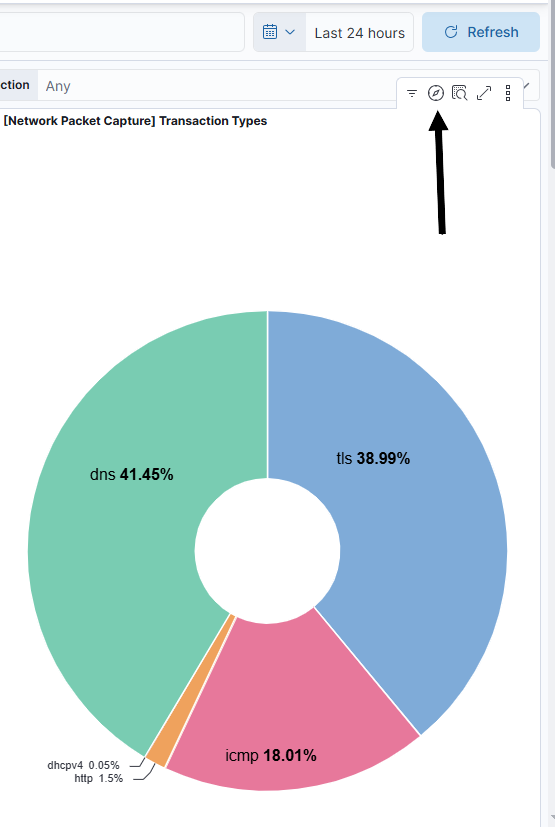 Last 24 hours
Refresh
ction
Any
[Network Packet Capture] Transaction Types
tls 38.99%
dns 41.45%
icmp 18.01%
dhcpv4 0.05%
http 1.5%